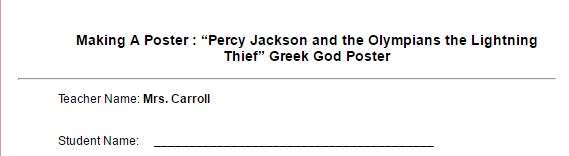 Making A Poster : “Percy Jackson and the Olympians the Lightning
Thief” Greek God Poster
Teacher Name: Mrs. Carroll
Student Name: ________________________________________